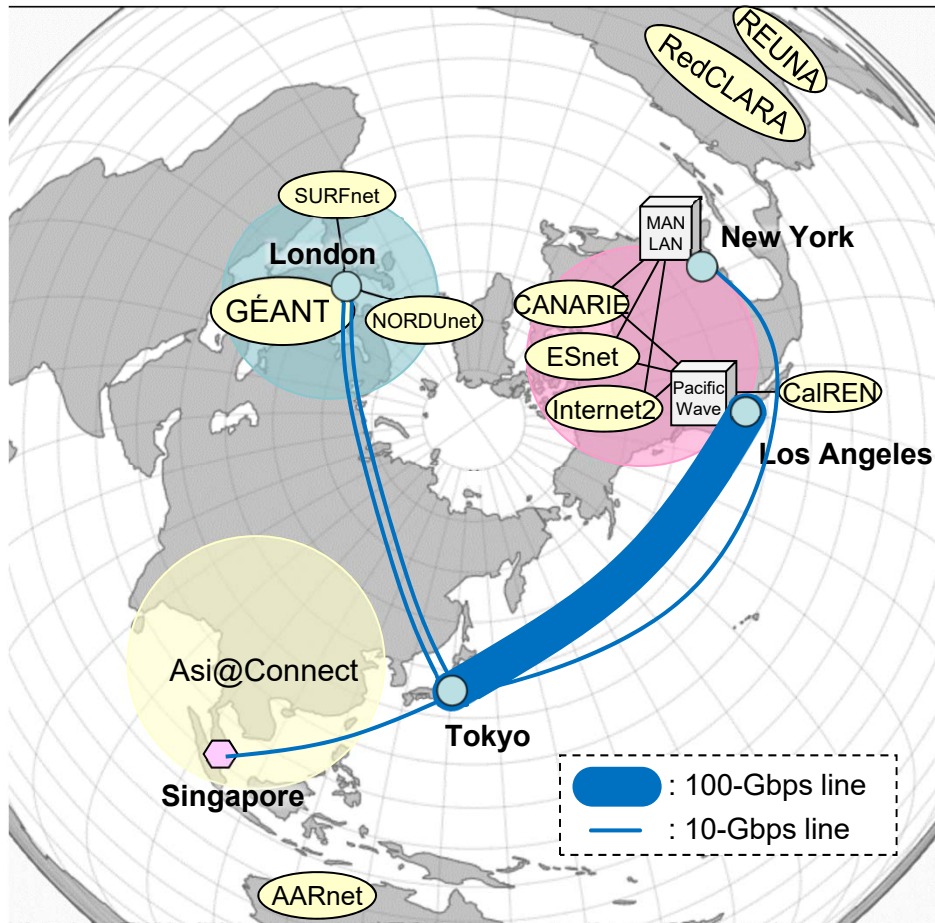 REUNA
RedCLARA
SURFnet
MAN
LAN
New York
London
GÉANT
NORDUnet
CANARIE
ESnet
Internet2
Pacific
Wave
CalREN
Los Angeles
Asi@Connect
Tokyo
Singapore
: 100-Gbps line
: 10-Gbps line
AARnet